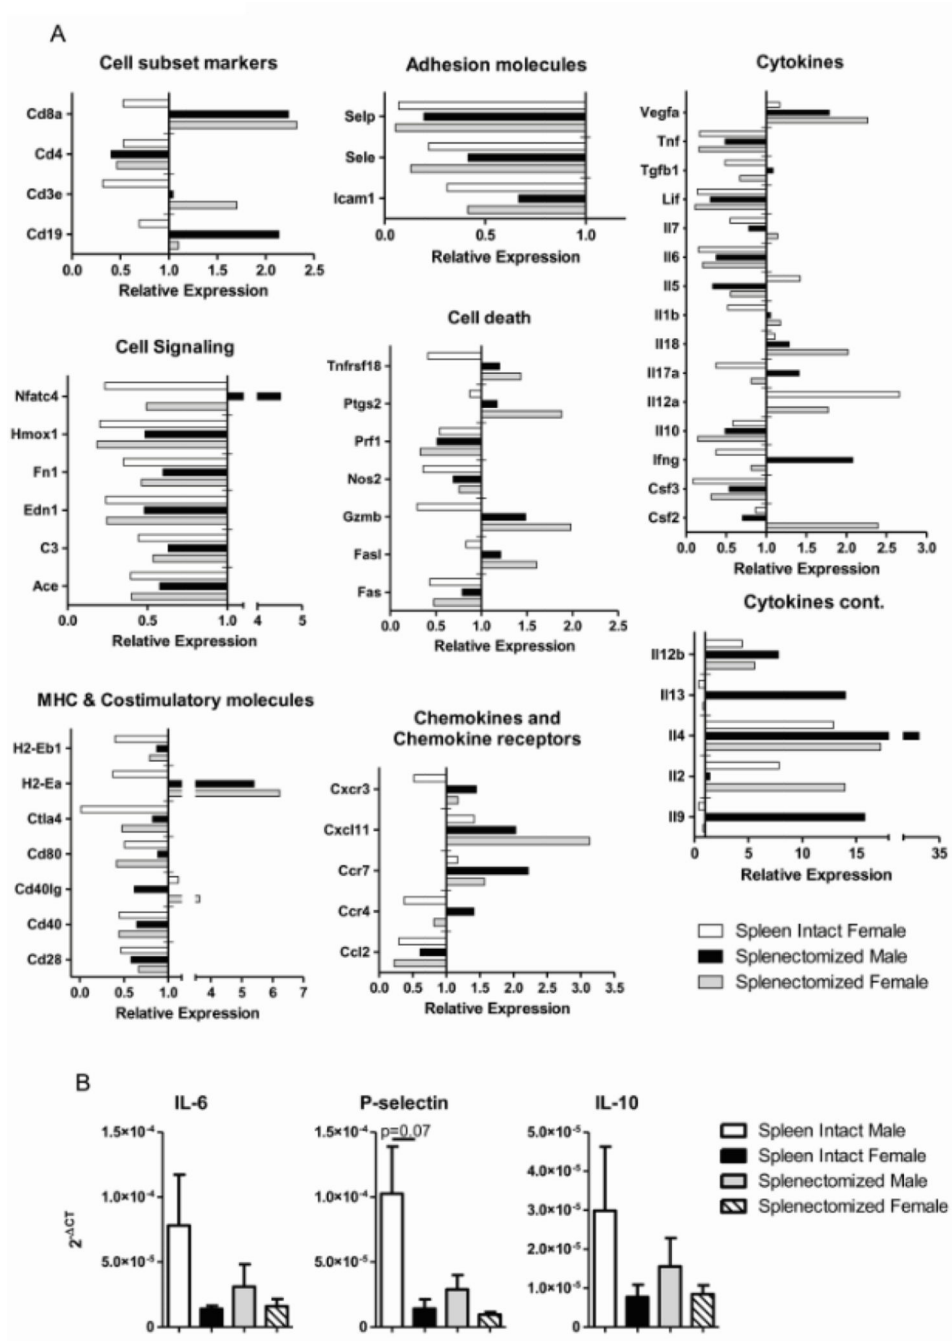 A
Cell subset markers
Cd8a
Cd4
Cd3e
Cd19
0.0 0.5 1.0 1.5 2.0 2.5
Relative Expression
Adhesion molecules
Selp
Sele
Icam1
0.5 1.0
Relative Expression
Cytokines
Vegfa
Tnf
Tgfb1
Lif
Il7
Il6
Il5
Il1b
Il18
Il17a
Il12a
Il10
Ifng
Csf3
Csf2
0.0 0.5 1.0 1.5 2.0 2.5 3.0
Relative Expression
Cell Signaling
Nfatc4
Hmox1
Fn1
Edn1
C3
Ace
0.0 0.5 1.0 4 5
Relative Expression
Cell death
Tnfrsf18
Ptgs2
Prf1
Nos2
Gzmb
Fasl
Fas
0.0 0.5 1.0 1.5 2.0 2.5
Relative Expression
Cytokines cont.
Il12b
Il13
Il4
Il2
Il9
0 5 10 15 35
Relative Expression
MHC & Costimulatory molecules
H2-Eb1
H2-Ea
Ctla4
Cd80
Cd40lg
Cd40
Cd28
0.0 0.5 1.0 4 5 6 7
Relative Expression
Chemokines and
Chemokine receptors
Cxcr3
Cxcl11
Ccr7
Ccr4
Ccl2
0.0 0.5 1.0 1.5 2.0 2.5 3.0 3.5
Relative Expression
Spleen Intact Female
Splenectomized Male
Splenectomized Female
B
IL-6
2-ΔCT
1.5×10-4
1.0×10-4
5.0×10-5
0
P-selectin
p=0.07
1.5×10-4
1.0×10-4
5.0×10-5
0
IL-10
5.0×10-5
4.0×10-5
3.0×10-5
2.0×10-5
1.0×10-5
0
Spleen Intact Male
Spleen Intact Female
Splenectomized Male
Splenectomized Female